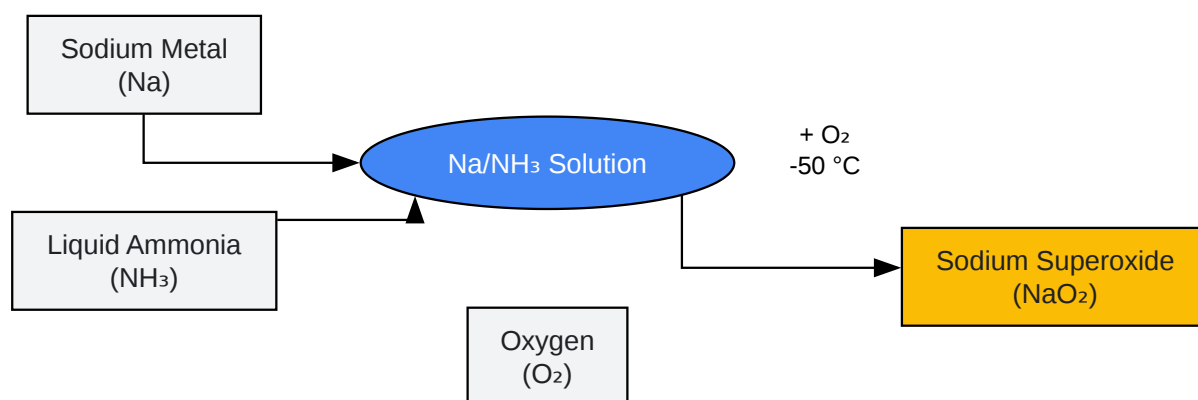 Sodium Metal
(Na)
+ O₂
-50 °C
Na/NH₃ Solution
Liquid Ammonia
(NH₃)
Sodium Superoxide
(NaO₂)
Oxygen
(O₂)